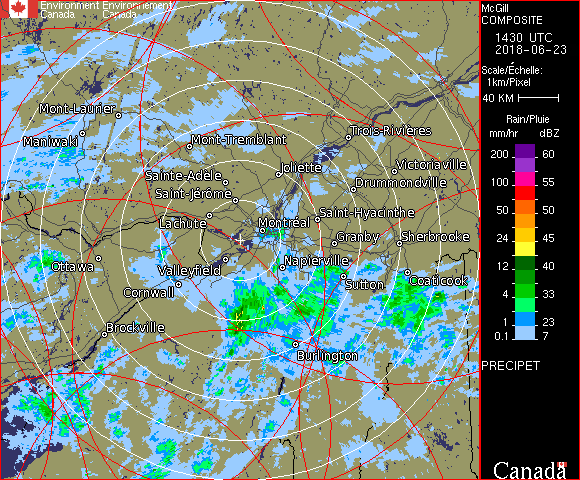 Environment Environnement
Canada Canada
McGill
COMPOSITE
1430 UTC
2018-06-23
Scale/Échelle:
1km/Pixel
40 KM
Rain/Pluie
mm/hr dBZ
200 60
100 55
50 50
24 45
12 40
4 33
1 23
0.1 7
PRECIPET
Canada
Mont-Laurier
Trois-Rivières
Maniwaki
Mont-Tremblant
Joliette
Victoriaville
Sainte-Adèle
Drummondville
Saint-Jérôme
Saint-Hyacinthe
Lachute
Montréal
Granby
Sherbrooke
Ottawa
Valleyfield
Napierville
Coaticook
Sutton
Cornwall
Brockville
Burlington